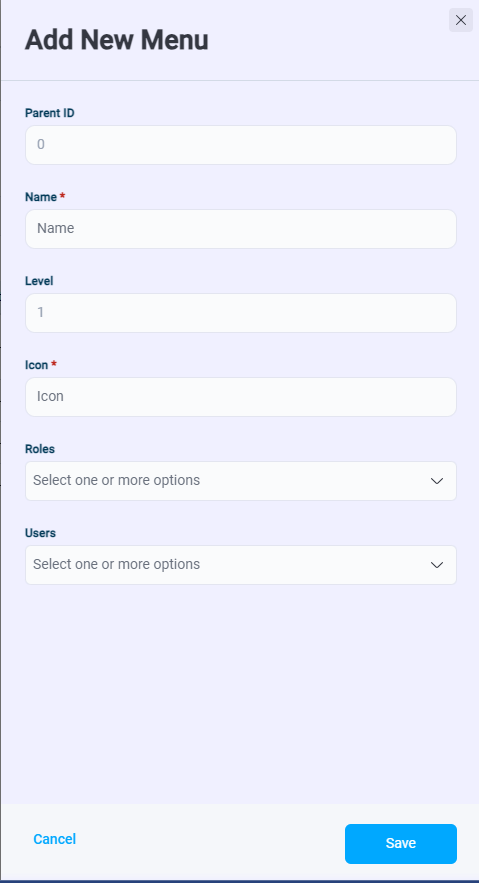 Add New Menu
Parent ID
0
Name *
Name
Level
1
Icon *
Icon
Roles
Select one or more options
Users
Select one or more options
Cancel
Save